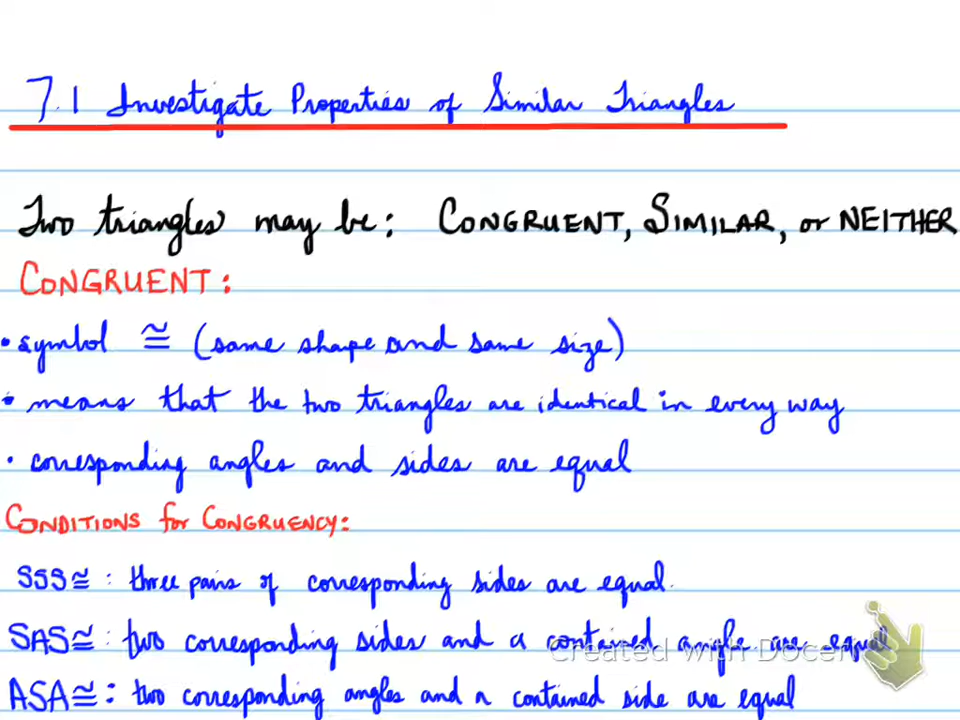 7.1 Investigate Properties of Similar Triangles
Two triangles may be: CONGRUENT, SIMILAR, or NEITHER
CONGRUENT:
• symbol ≅ (same shape and same size)
• means that the two triangles are identical in every way
• corresponding angles and sides are equal
CONDITIONS for CONGRUENCY:
SSS≅: three pairs of corresponding sides are equal.
SAS≅: two corresponding sides and a contained angle are equal
Created with Doceri
ASA≅: two corresponding angles and a contained side are equal